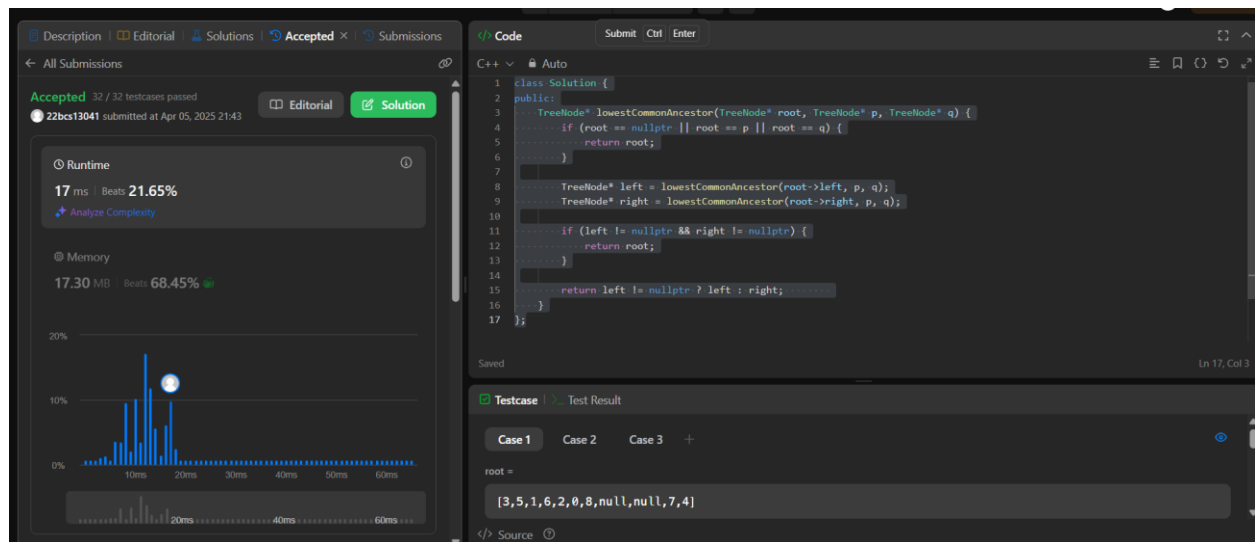 Description | Editorial | Solutions | Accepted × | Submissions
← All Submissions
Accepted 32 / 32 testcases passed
22bcs13041 submitted at Apr 05, 2025 21:43
Editorial
Solution
Runtime
17 ms | Beats 21.65%
Analyze Complexity
Memory
17.30 MB | Beats 68.45%
20%
10%
0%
10ms 20ms 30ms 40ms 50ms 60ms
20ms 40ms 60ms
</> Code
Submit Ctrl Enter
C++ Auto
1 class Solution {
2 public:
3 TreeNode* lowestCommonAncestor(TreeNode* root, TreeNode* p, TreeNode* q) {
4 if (root == nullptr || root == p || root == q) {
5 return root;
6 }
7
8 TreeNode* left = lowestCommonAncestor(root->left, p, q);
9 TreeNode* right = lowestCommonAncestor(root->right, p, q);
10
11 if (left != nullptr && right != nullptr) {
12 return root;
13 }
14
15 return left != nullptr ? left : right;
16 }
17 };
Saved
Ln 17, Col 3
Testcase | >_ Test Result
Case 1 Case 2 Case 3 +
root =
[3,5,1,6,2,0,8,null,null,7,4]
</> Source